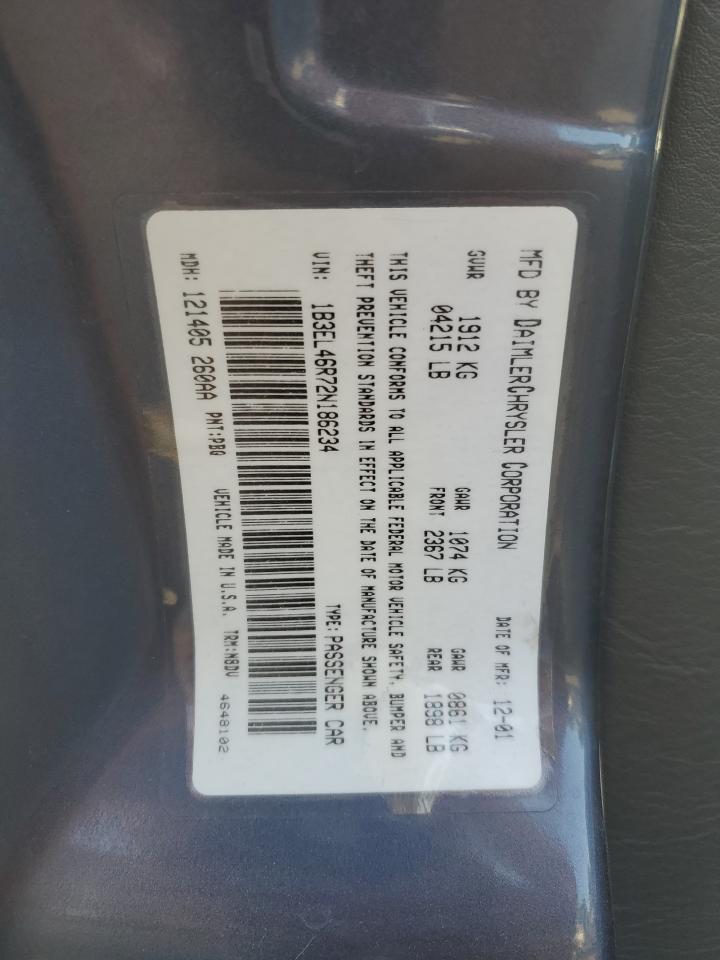 MFD BY DAIMLERCHRYSLER CORPORATION DATE OF MFR: 12-01
GVWR 1912 KG GAWR 1074 KG GAWR 0861 KG
04215 LB FRONT 2367 LB REAR 1898 LB
THIS VEHICLE CONFORMS TO ALL APPLICABLE FEDERAL MOTOR VEHICLE SAFETY, BUMPER AND
THEFT PREVENTION STANDARDS IN EFFECT ON THE DATE OF MANUFACTURE SHOWN ABOVE.
VIN: 1B3EL46R72N186234 TYPE: PASSENGER CAR
MDH: 121405 260AA PNT:PBQ VEHICLE MADE IN U.S.A. TRM:N8DV 4648102